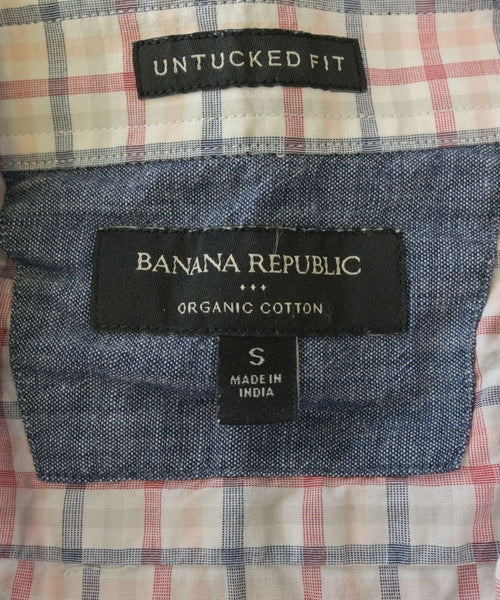 UNTUCKED FIT
BANANA REPUBLIC
ORGANIC COTTON
S
MADE IN
INDIA